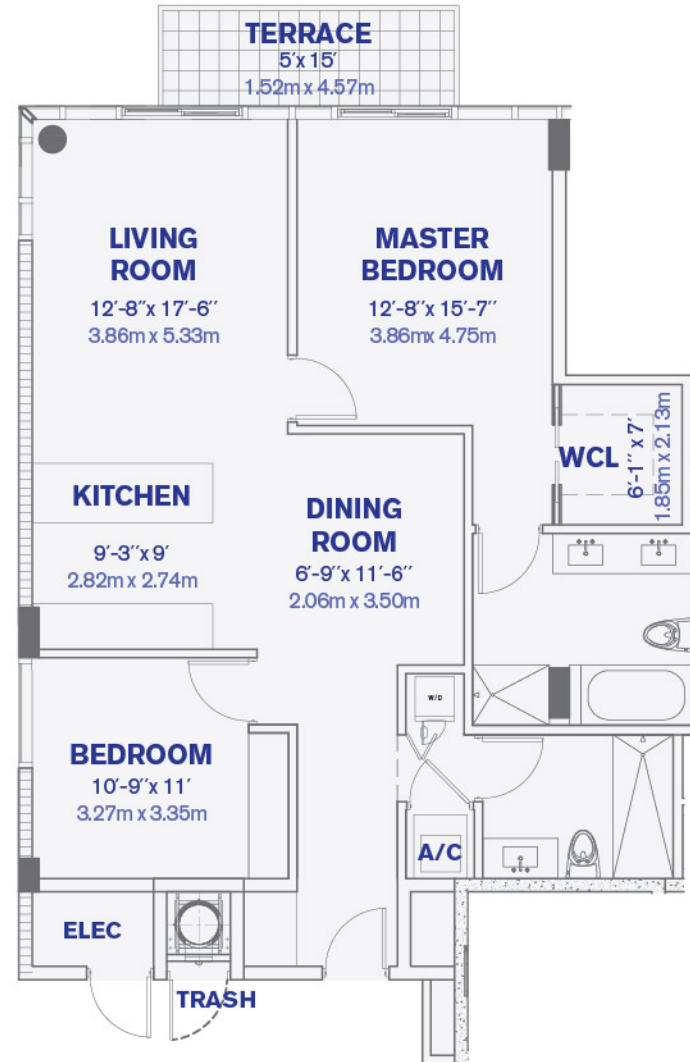 TERRACE
5′x 15′
1.52m x 4.57m
LIVING
ROOM
12′-8″x 17′-6″
3.86m x 5.33m
MASTER
BEDROOM
12′-8″x 15′-7″
3.86mx 4.75m
WCL
6′-1″ x 7′
1.85m x 2.13m
KITCHEN
9′-3″x 9′
2.82m x 2.74m
DINING
ROOM
6′-9″x 11′-6″
2.06m x 3.50m
W/D
BEDROOM
10′-9″x 11′
3.27m x 3.35m
A/C
ELEC
TRASH